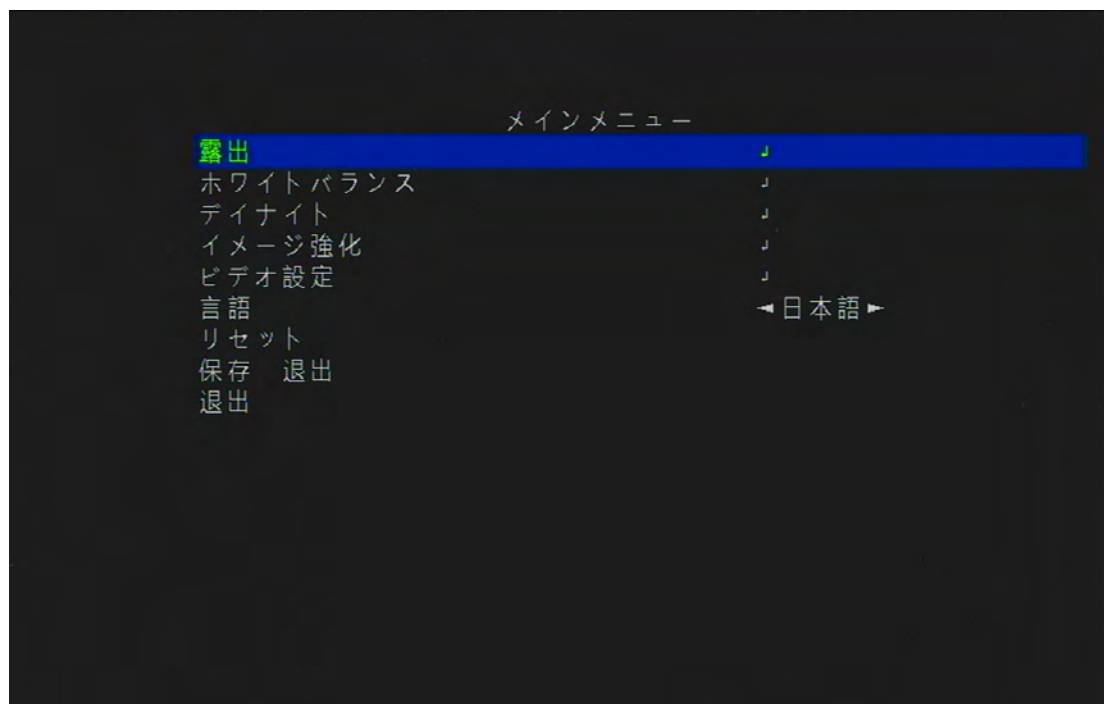 メインメニュー
露出 ↲
ホワイトバランス ↲
デイナイト ↲
イメージ強化 ↲
ビデオ設定 ↲
言語 ◄日本語►
リセット
保存　退出
退出